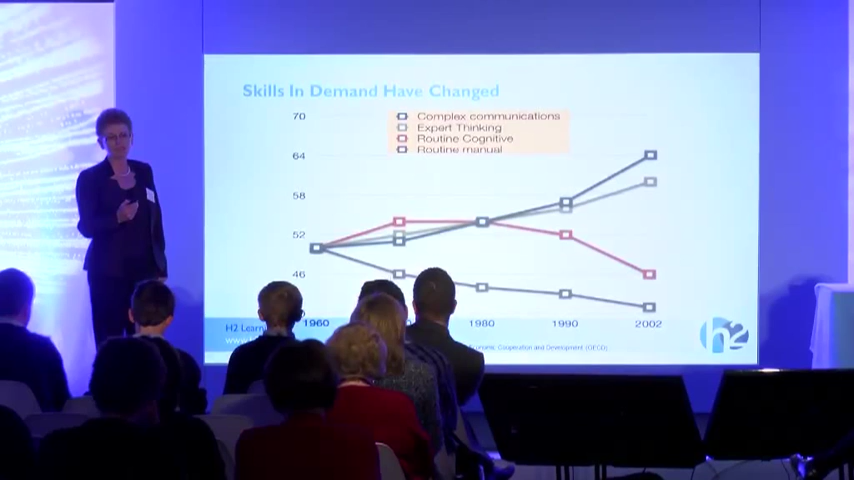 Skills In Demand Have Changed
70
Complex communications
Expert Thinking
Routine Cognitive
Routine manual
64
58
52
46
1960
1980
1990
2002
H2 Learn
www
Economic Cooperation and Development (OECD)
h2